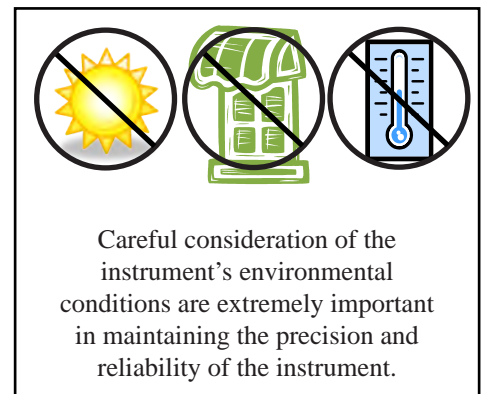 Careful consideration of the
instrument’s environmental
conditions are extremely important
in maintaining the precision and
reliability of the instrument.